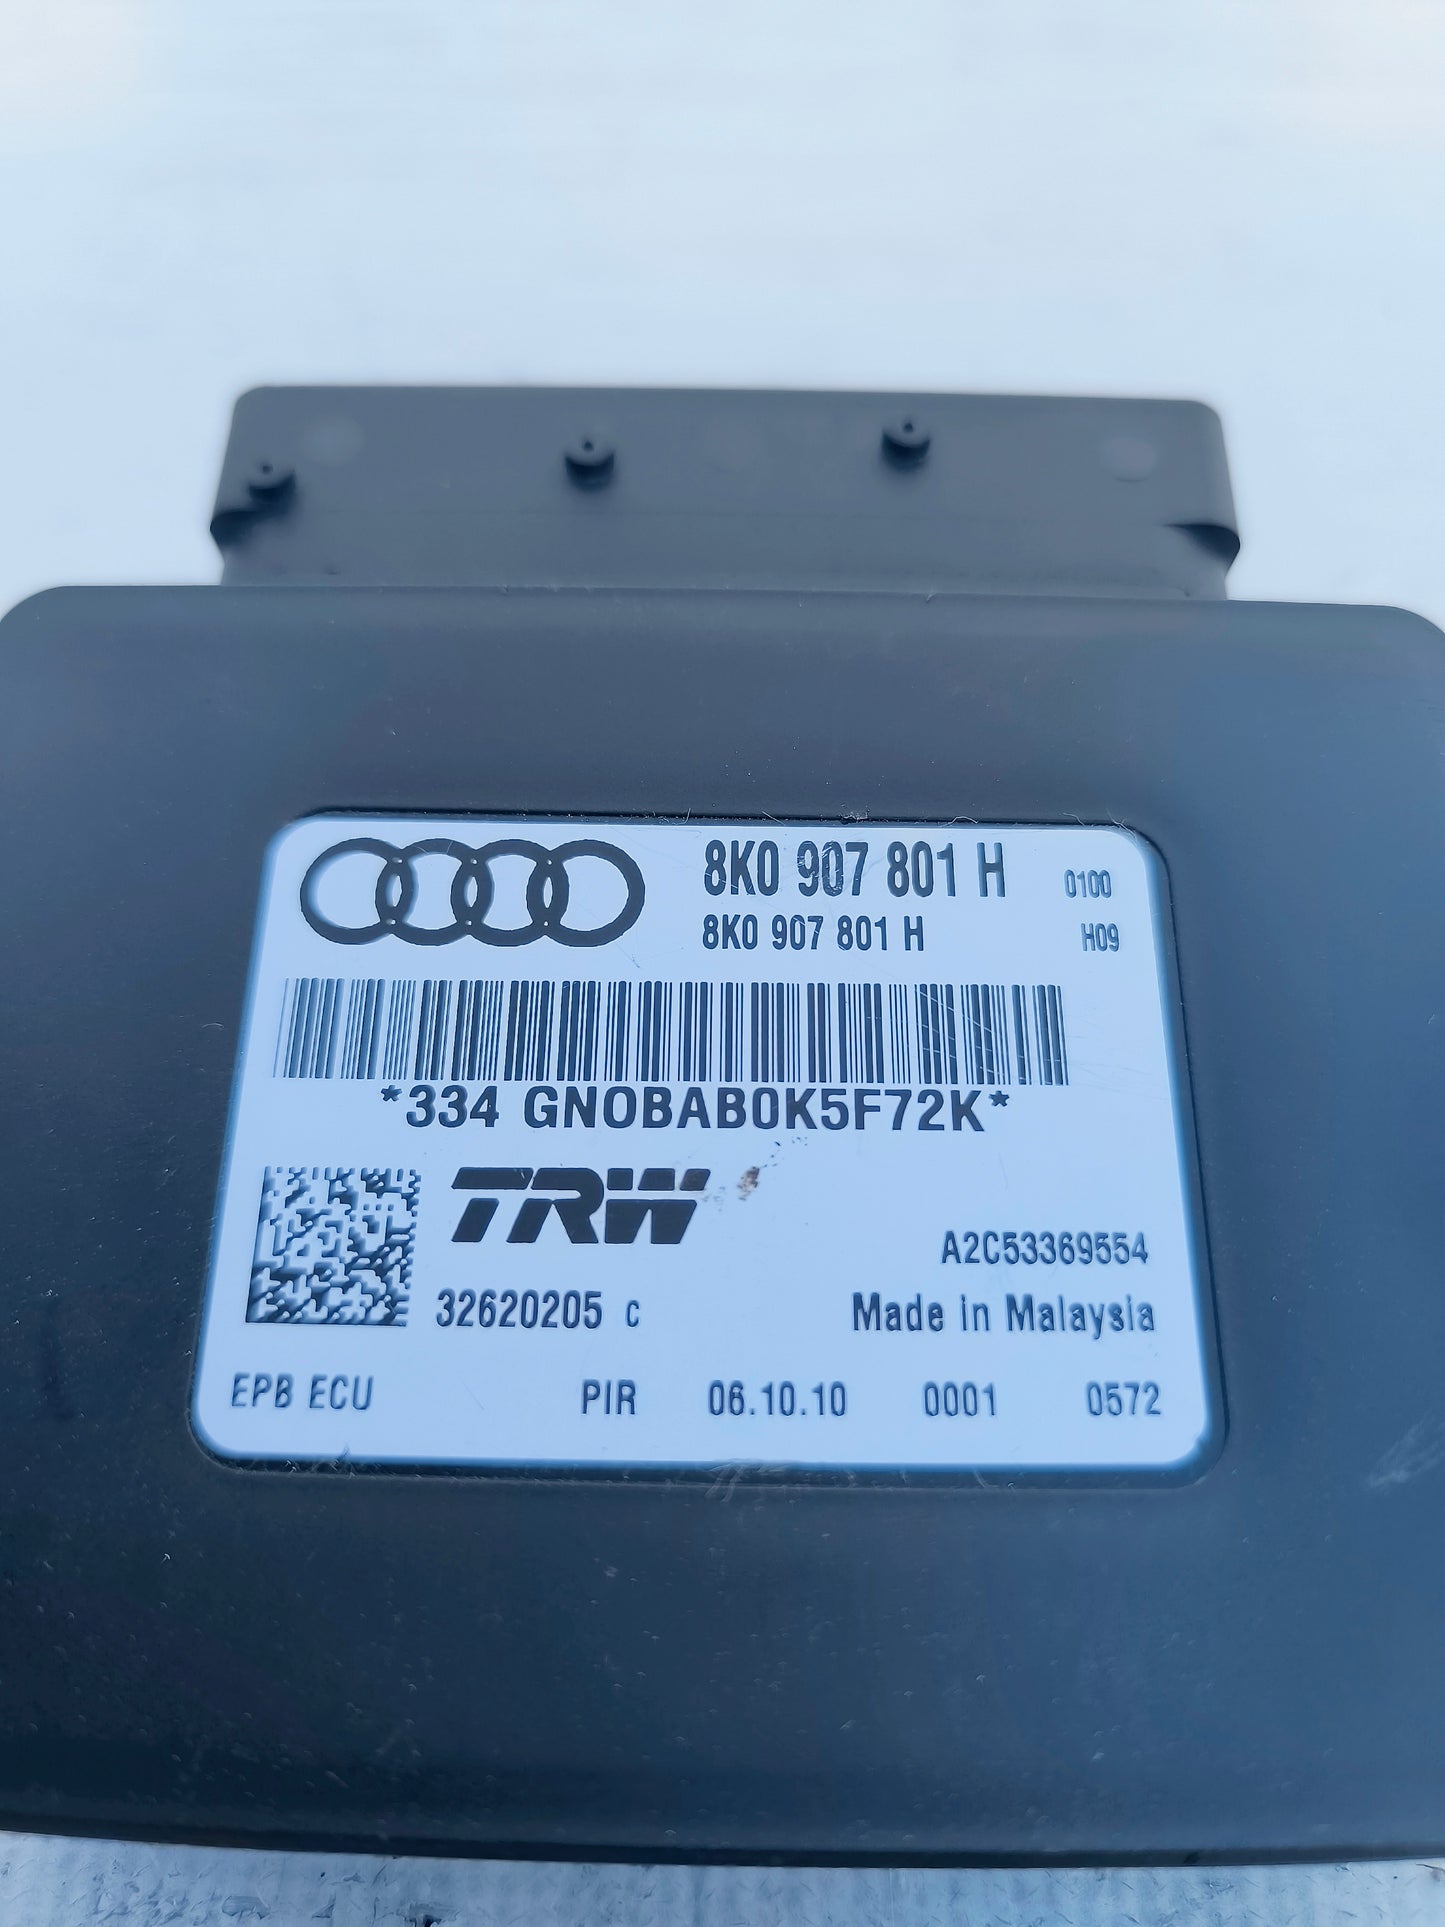 8K0 907 801 H 0100
8K0 907 801 H H09
*334 GNOBAB0K5F72K*
TRW
A2C53369554
32620205 c Made in Malaysia
EPB ECU PIR 06.10.10 0001 0572